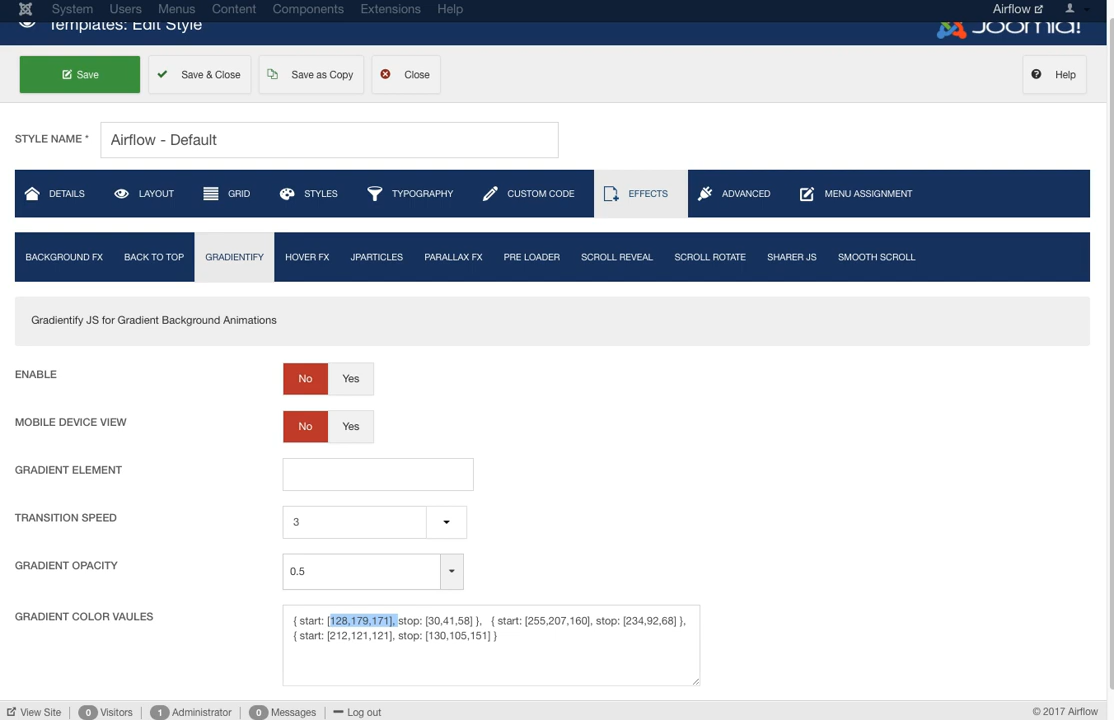 System Users Menus Content Components Extensions Help Airflow
Templates: Edit Style Joomla!
Save Save & Close Save as Copy Close Help
STYLE NAME * Airflow - Default
DETAILS LAYOUT GRID STYLES TYPOGRAPHY CUSTOM CODE EFFECTS ADVANCED MENU ASSIGNMENT
BACKGROUND FX BACK TO TOP GRADIENTIFY HOVER FX JPARTICLES PARALLAX FX PRE LOADER SCROLL REVEAL SCROLL ROTATE SHARER JS SMOOTH SCROLL
Gradientify JS for Gradient Background Animations
ENABLE No Yes
MOBILE DEVICE VIEW No Yes
GRADIENT ELEMENT
TRANSITION SPEED 3
GRADIENT OPACITY 0.5
GRADIENT COLOR VAULES { start: [128,179,171], stop: [30,41,58] }, { start: [255,207,160], stop: [234,92,68] },
{ start: [212,121,121], stop: [130,105,151] }
View Site 0 Visitors 1 Administrator 0 Messages Log out © 2017 Airflow